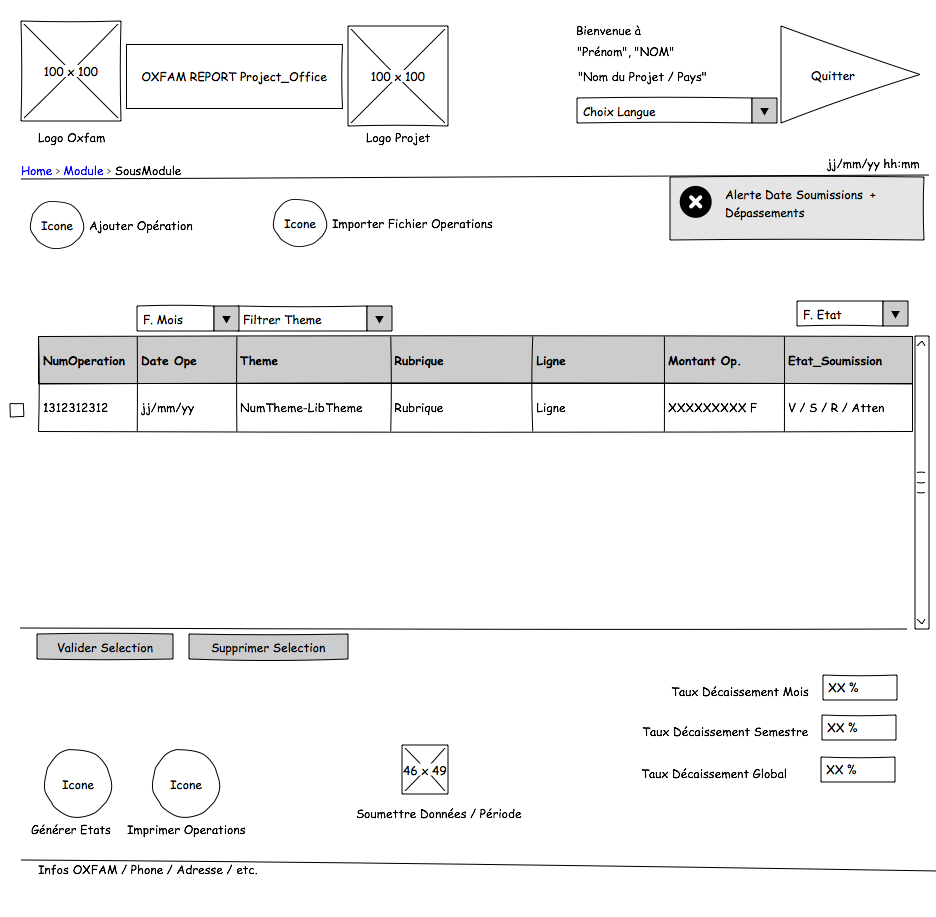 100 x 100
OXFAM REPORT Project_Office
100 x 100
Logo Oxfam
Logo Projet
Bienvenue à
"Prénom", "NOM"
"Nom du Projet / Pays"
Choix Langue
Quitter
jj/mm/yy hh:mm
Home > Module > SousModule
Icone Ajouter Opération
Icone Importer Fichier Operations
Alerte Date Soumissions +
Dépassements
F. Mois
Filtrer Theme
F. Etat
NumOperation Date Ope Theme Rubrique Ligne Montant Op. Etat_Soumission
1312312312 jj/mm/yy NumTheme-LibTheme Rubrique Ligne XXXXXXXXX F V / S / R / Atten
Valider Selection
Supprimer Selection
Taux Décaissement Mois XX %
Taux Décaissement Semestre XX %
Taux Décaissement Global XX %
Icone
Générer Etats
Icone
Imprimer Operations
46 x 49
Soumettre Données / Période
Infos OXFAM / Phone / Adresse / etc.